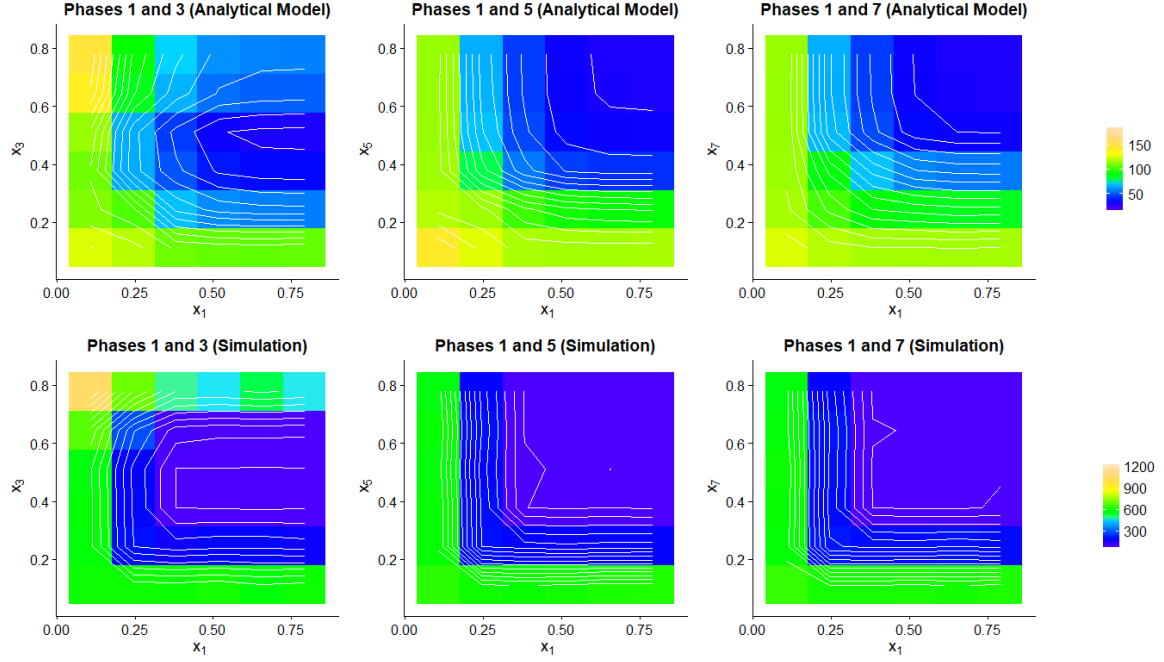 Phases 1 and 3 (Analytical Model)
Phases 1 and 5 (Analytical Model)
Phases 1 and 7 (Analytical Model)
0.8
0.6
0.4
0.2
x3
0.00 0.25 0.50 0.75
x1
0.8
0.6
0.4
0.2
x5
0.00 0.25 0.50 0.75
x1
0.8
0.6
0.4
0.2
x7
0.00 0.25 0.50 0.75
x1
150
100
50
Phases 1 and 3 (Simulation)
Phases 1 and 5 (Simulation)
Phases 1 and 7 (Simulation)
0.8
0.6
0.4
0.2
x3
0.00 0.25 0.50 0.75
x1
0.8
0.6
0.4
0.2
x5
0.00 0.25 0.50 0.75
x1
0.8
0.6
0.4
0.2
x7
0.00 0.25 0.50 0.75
x1
1200
900
600
300